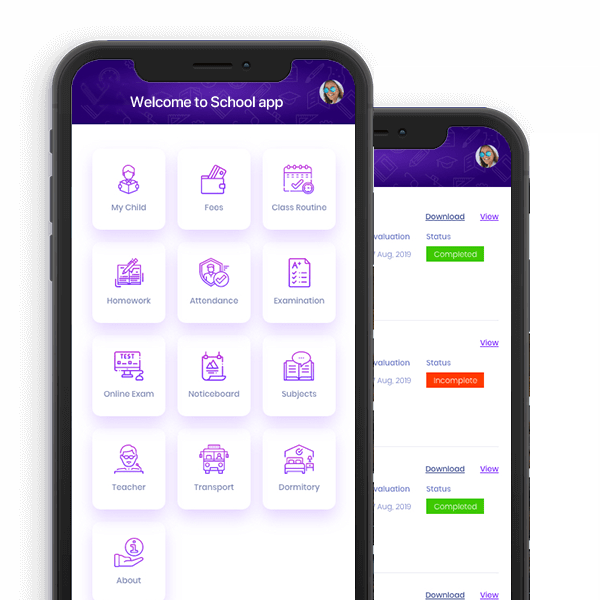 Welcome to School app
My Child
Fees
Class Routine
Homework
Attendance
A+
Examination
TEST
Online Exam
Noticeboard
Subjects
Teacher
Transport
Dormitory
About
Download View
valuation Status
Aug, 2019 Completed
View
valuation Status
Aug, 2019 Incomplete
Download View
valuation Status
Aug, 2019 Completed
Download View